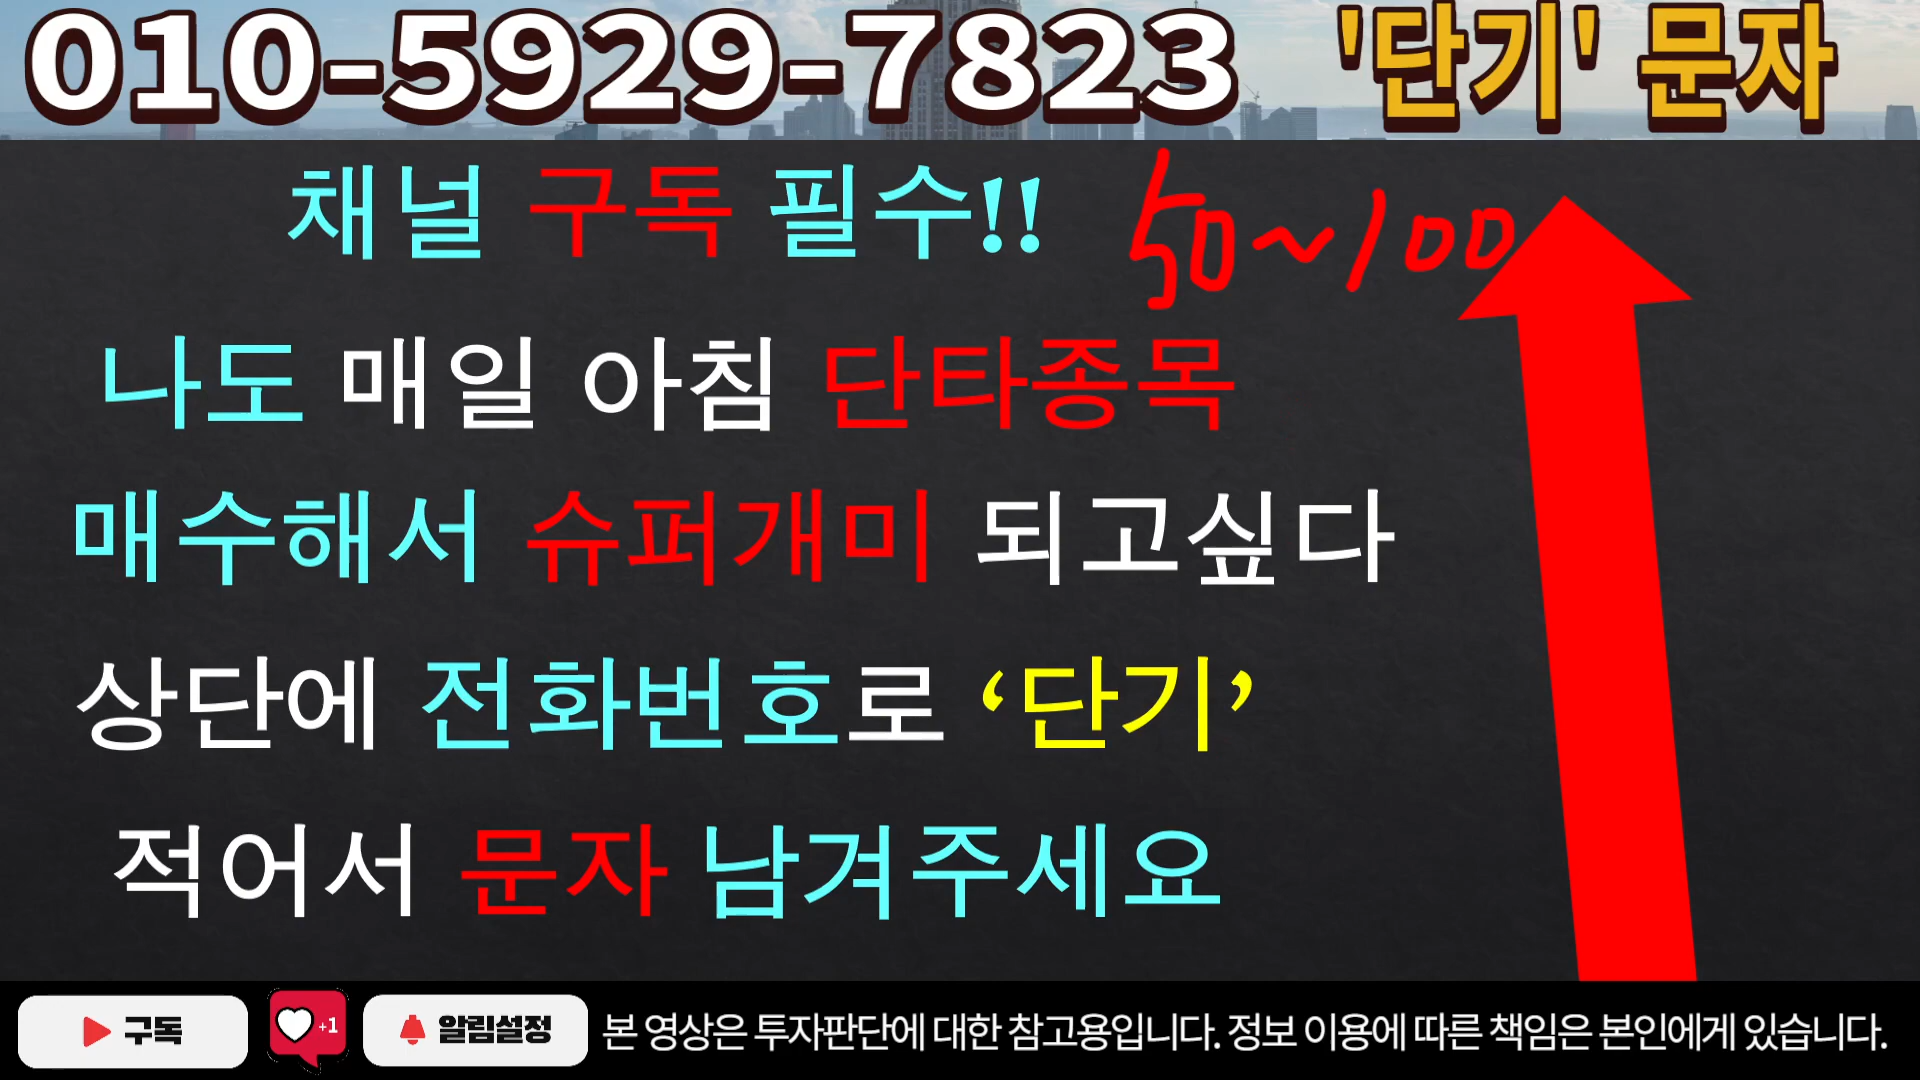 010-5929-7823 '단기' 문자
채널 구독 필수!! 50~100
나도 매일 아침 단타종목
매수해서 슈퍼개미 되고싶다
상단에 전화번호로 ‘단기’
적어서 문자 남겨주세요
구독 +1 알림설정 본 영상은 투자판단에 대한 참고용입니다. 정보 이용에 따른 책임은 본인에게 있습니다.